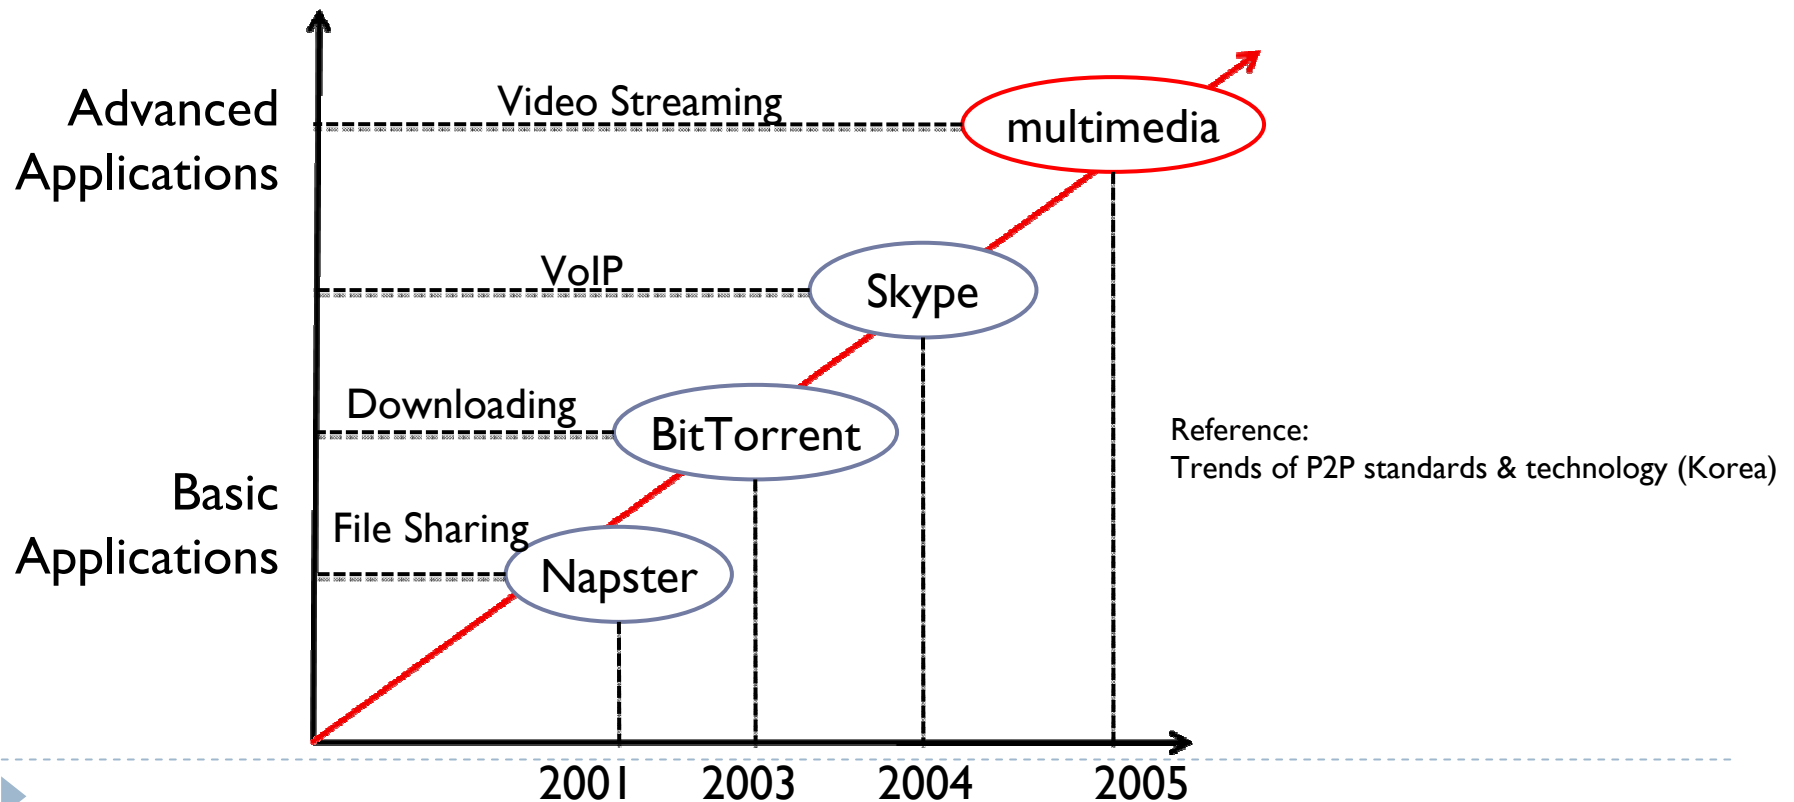 Advanced
Applications
Video Streaming
multimedia
VoIP
Skype
Downloading
BitTorrent
Basic
Applications
File Sharing
Napster
Reference:
Trends of P2P standards & technology (Korea)
2001 2003 2004 2005